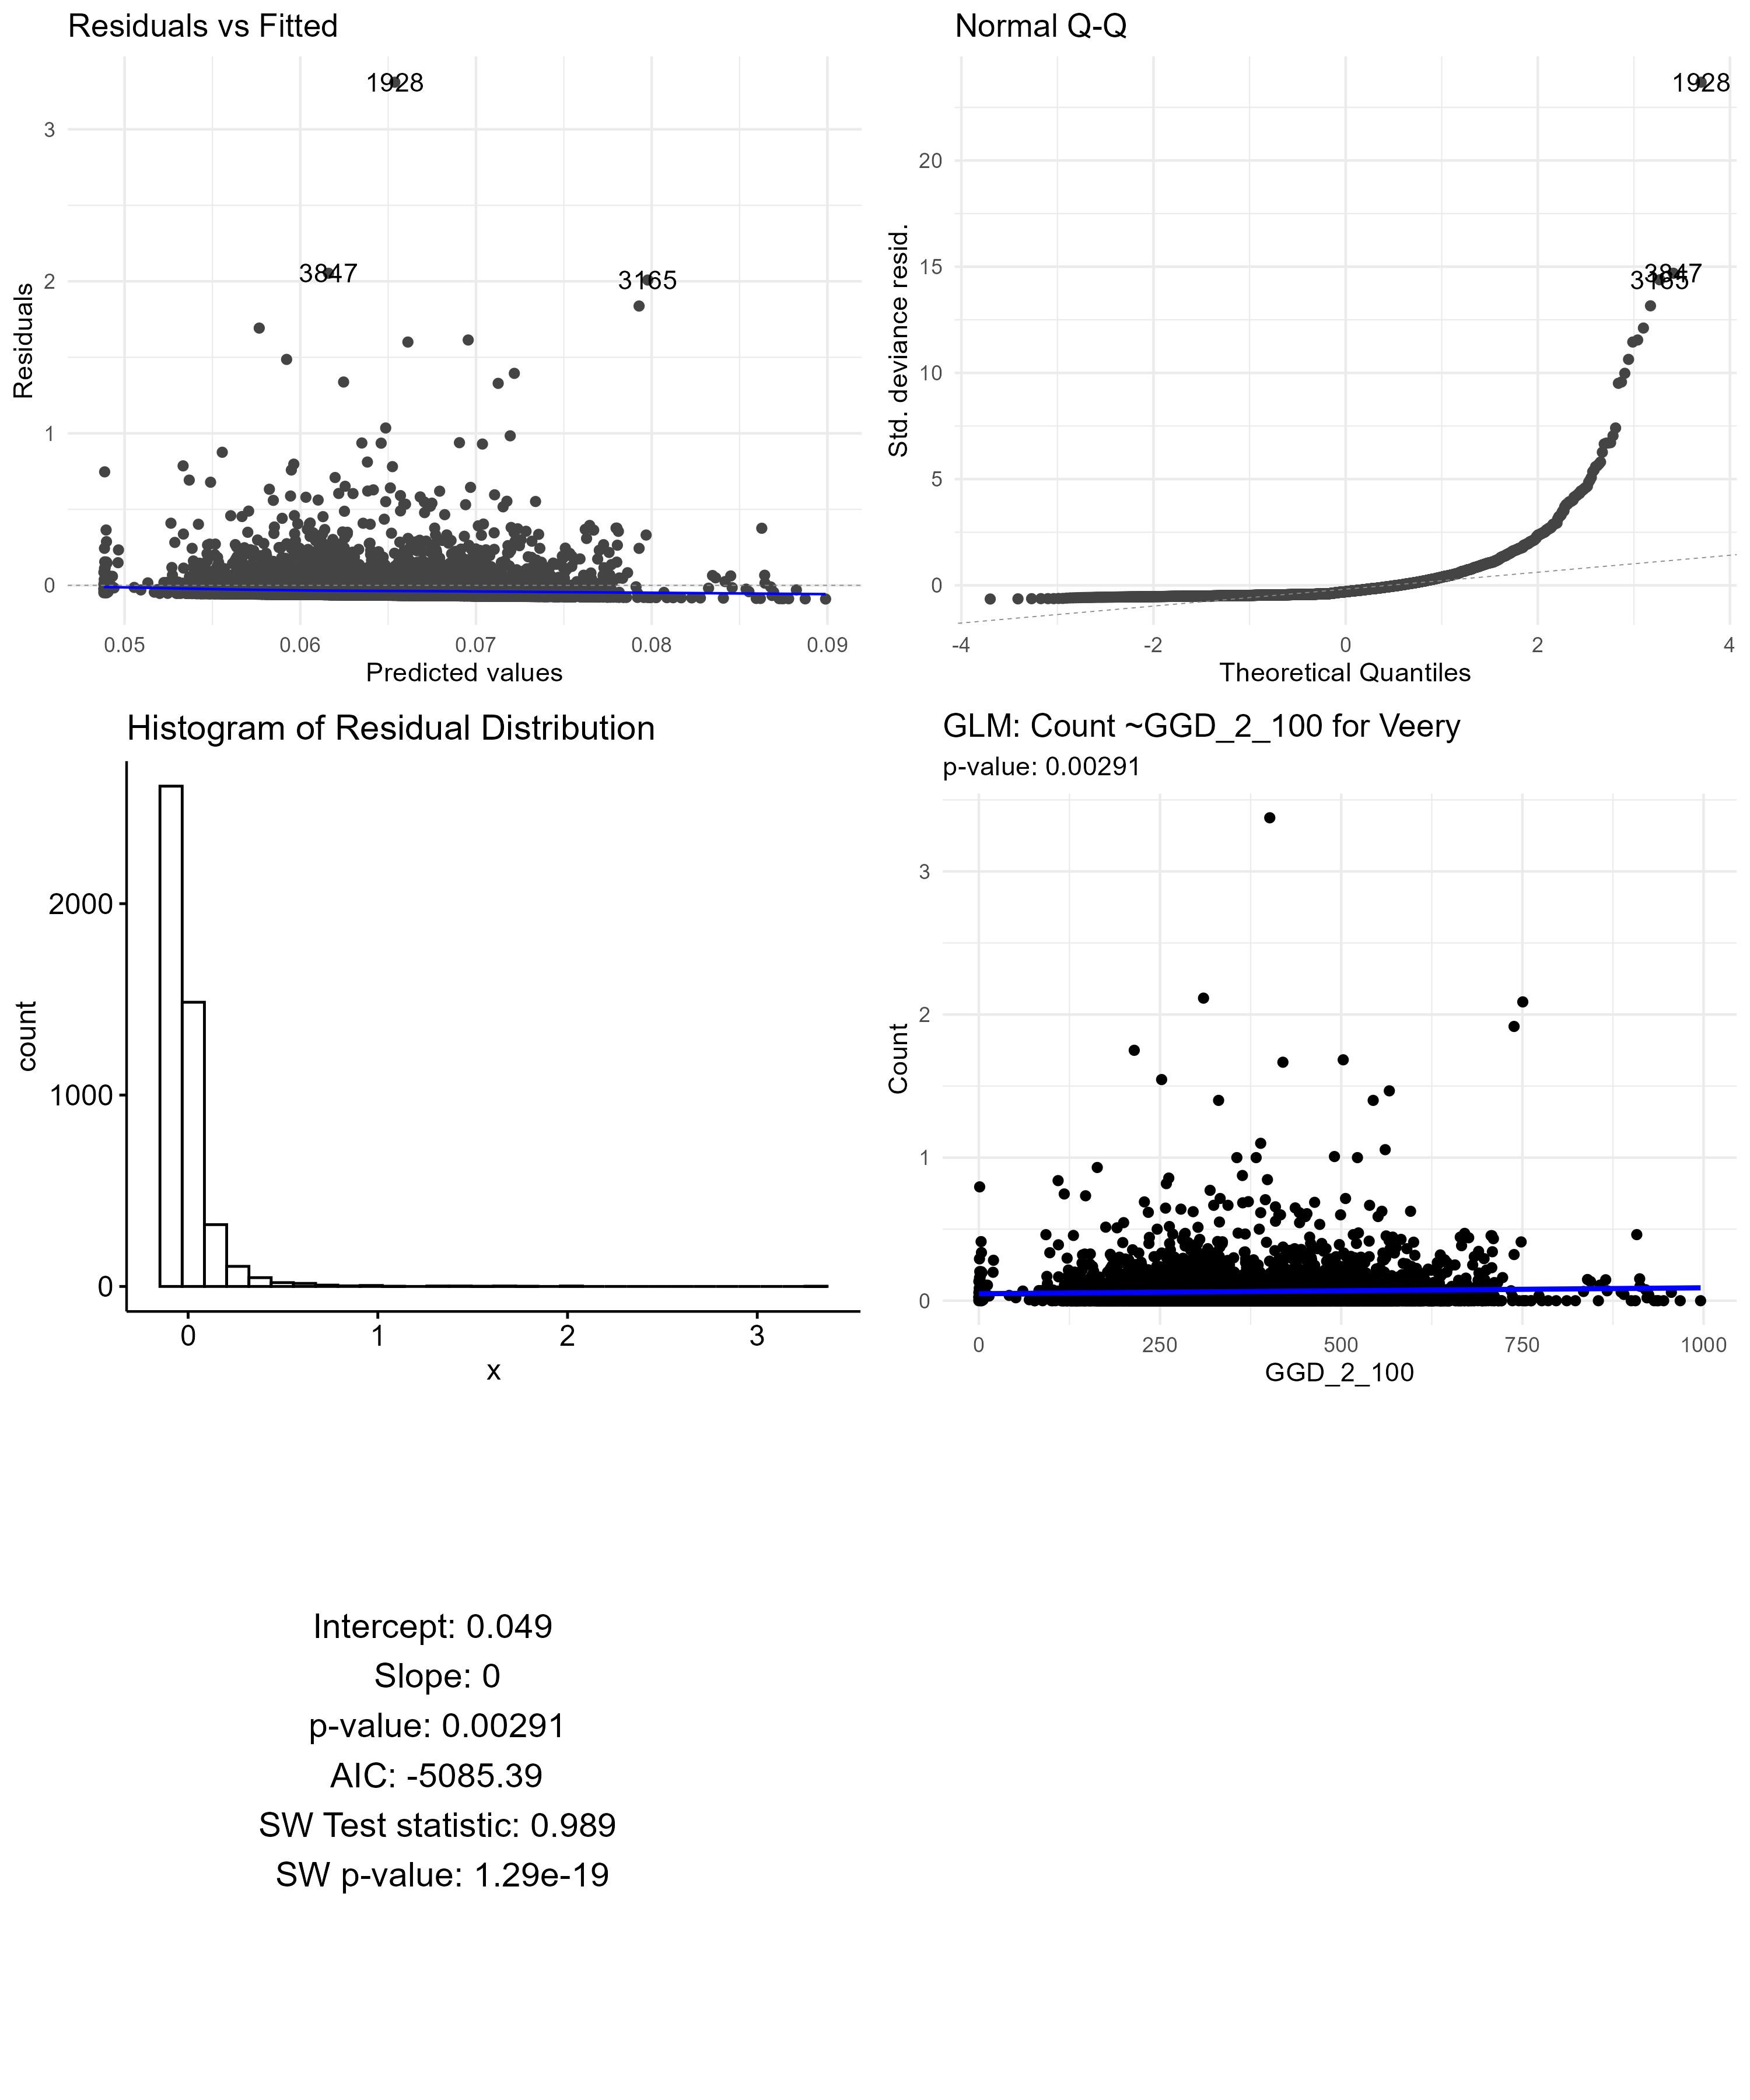 Residuals vs Fitted
Residuals
3
2
1
0
1928
3847
3165
0.05 0.06 0.07 0.08 0.09
Predicted values
Normal Q-Q
Std. deviance resid.
20
15
10
5
0
1928
3847
3165
-4 -2 0 2 4
Theoretical Quantiles
Histogram of Residual Distribution
count
2000
1000
0
0 1 2 3
x
GLM: Count ~GGD_2_100 for Veery
p-value: 0.00291
Count
3
2
1
0
0 250 500 750 1000
GGD_2_100
Intercept: 0.049
Slope: 0
p-value: 0.00291
AIC: -5085.39
SW Test statistic: 0.989
SW p-value: 1.29e-19